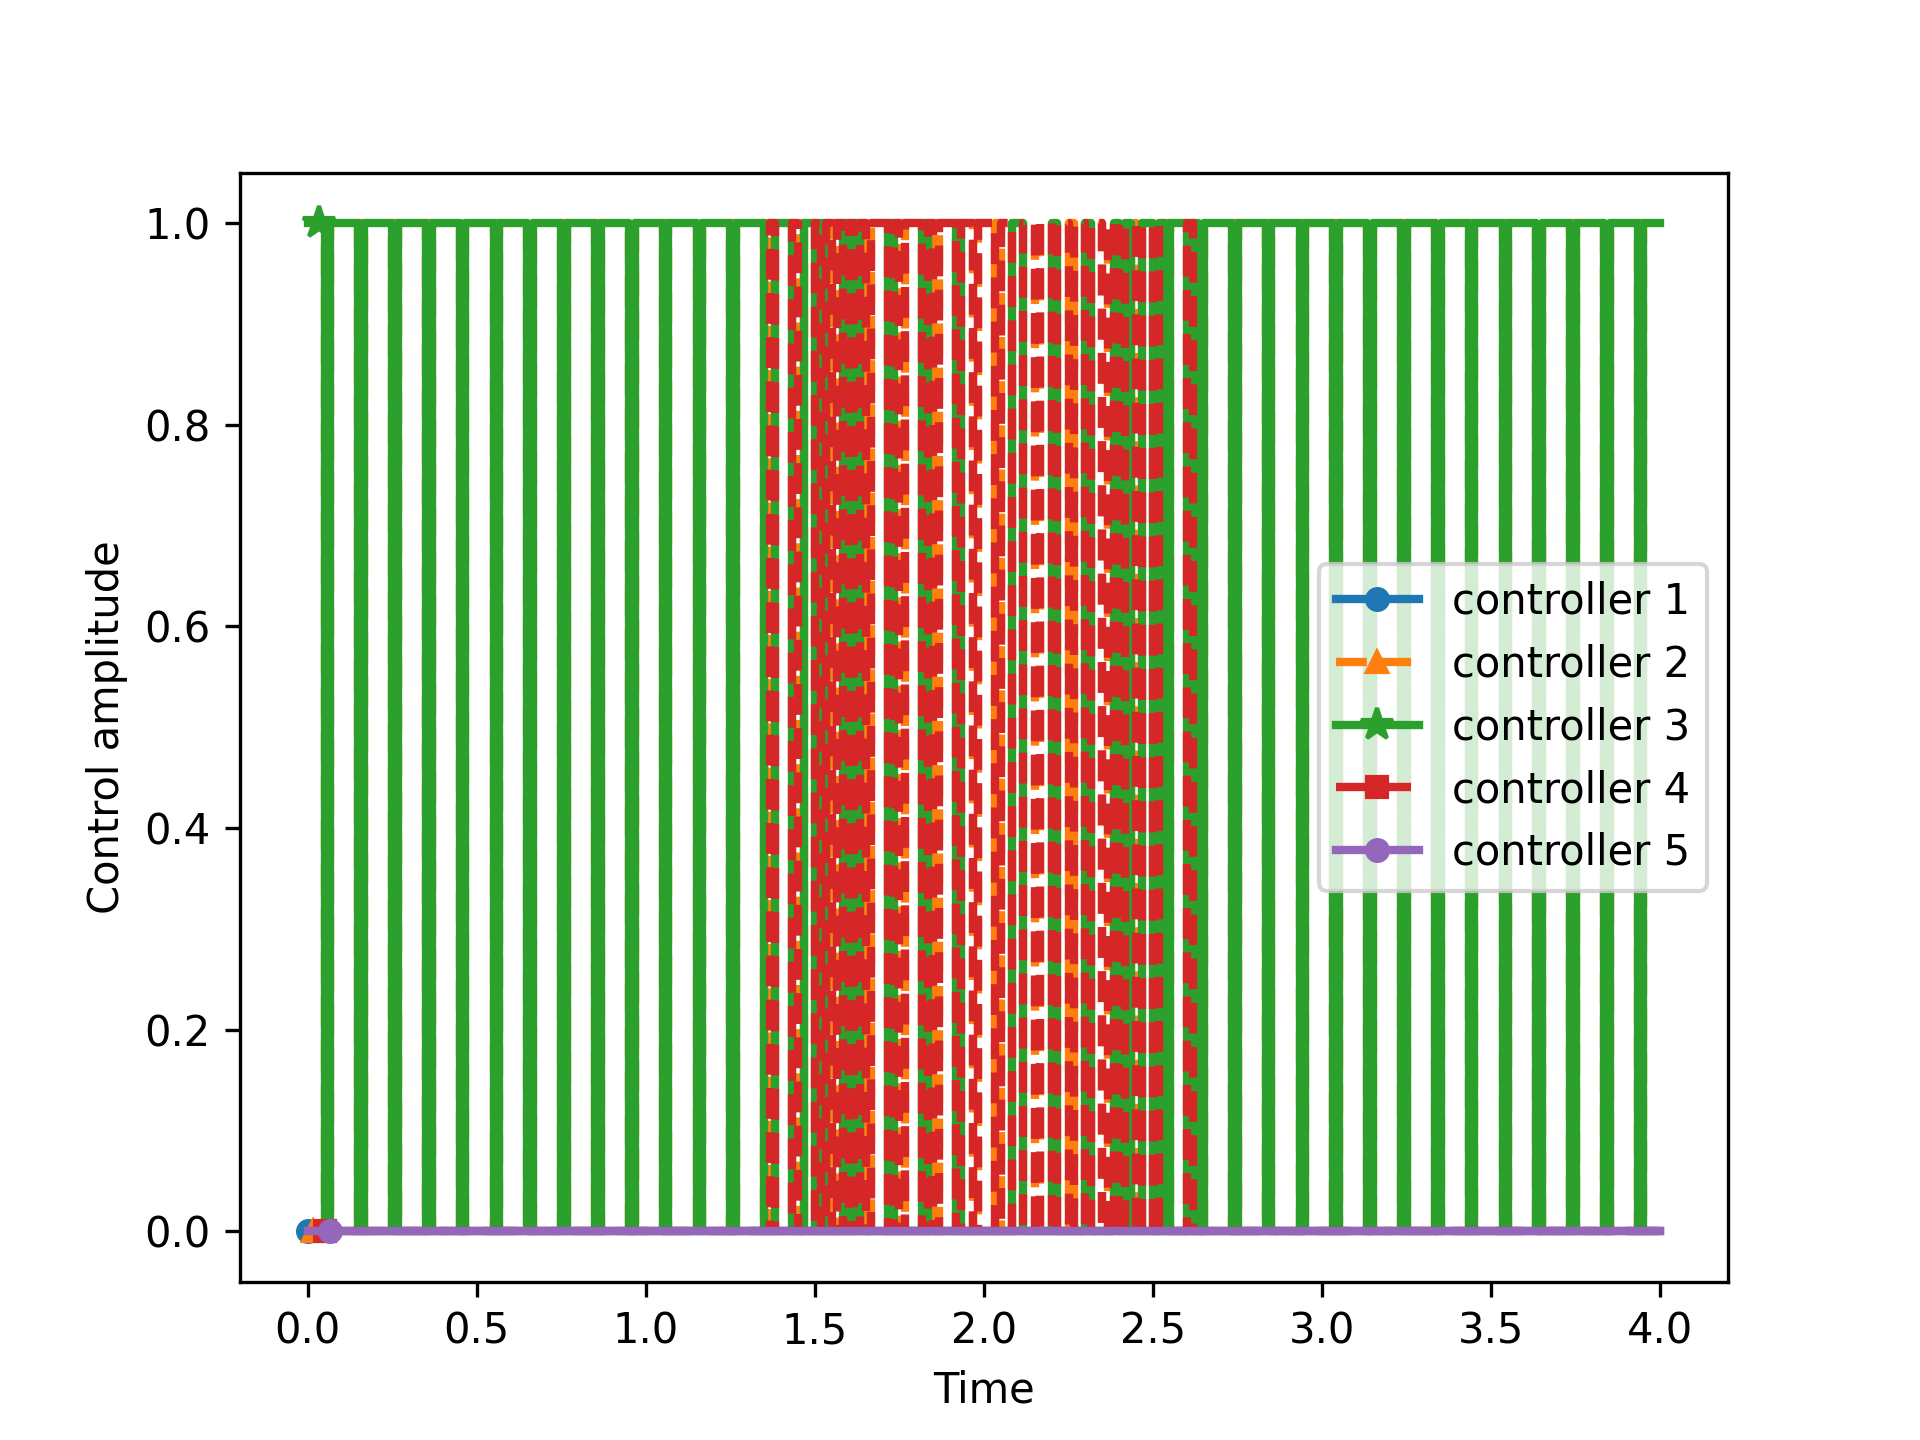 Control amplitude
1.0
0.8
0.6
0.4
0.2
0.0
controller 1
controller 2
controller 3
controller 4
controller 5
0.0 0.5 1.0 1.5 2.0 2.5 3.0 3.5 4.0
Time